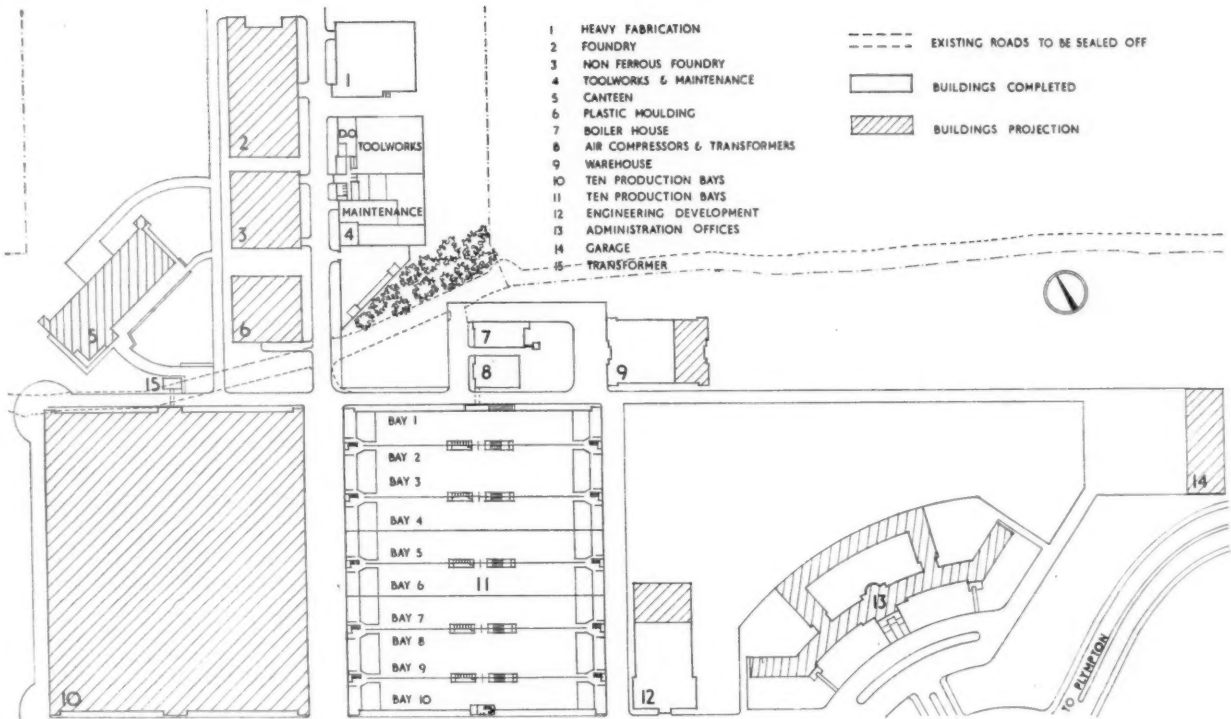 1 HEAVY FABRICATION
2 FOUNDRY
3 NON FERROUS FOUNDRY
4 TOOLWORKS & MAINTENANCE
5 CANTEEN
6 PLASTIC MOULDING
7 BOILER HOUSE
8 AIR COMPRESSORS & TRANSFORMERS
9 WAREHOUSE
10 TEN PRODUCTION BAYS
11 TEN PRODUCTION BAYS
12 ENGINEERING DEVELOPMENT
13 ADMINISTRATION OFFICES
14 GARAGE
15 TRANSFORMER
EXISTING ROADS TO BE SEALED OFF
BUILDINGS COMPLETED
BUILDINGS PROJECTION
1
2
TOOLWORKS
MAINTENANCE
3
4
5
6
7
8
9
15
BAY 1
BAY 2
BAY 3
BAY 4
BAY 5
BAY 6
11
BAY 7
BAY 8
BAY 9
BAY 10
10
12
13
14
TO PLYMPTON